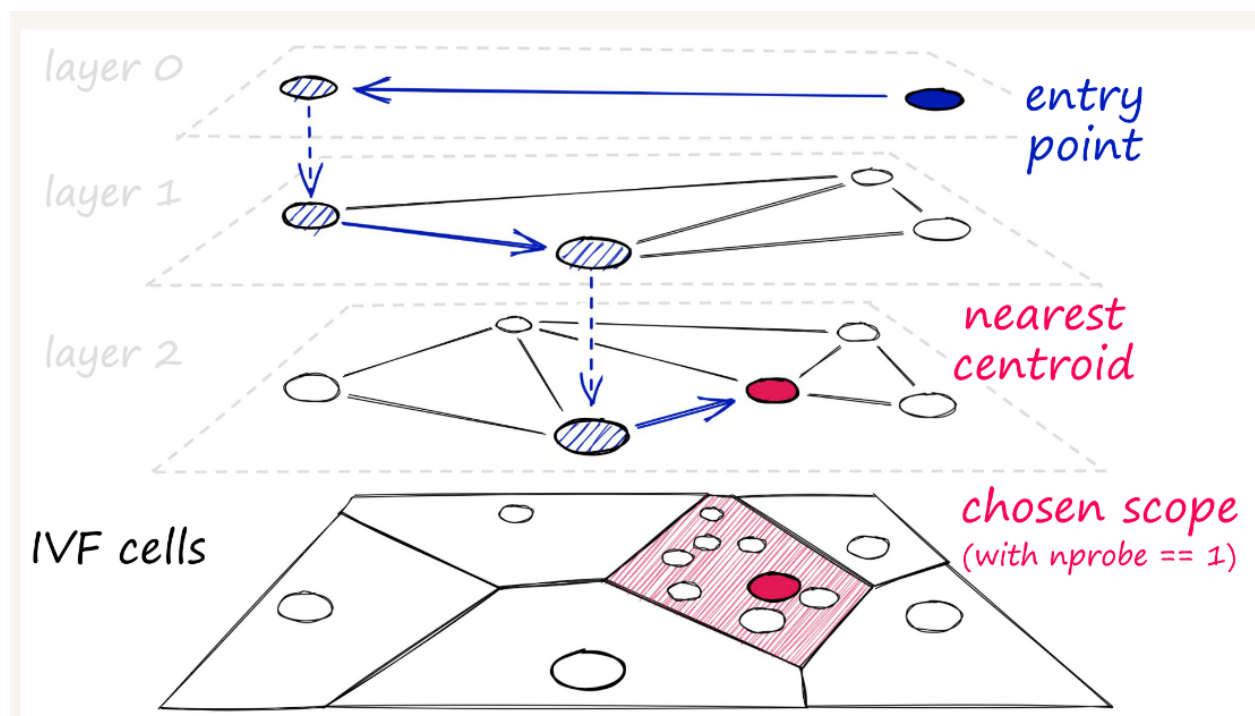 layer 0
entry
point
layer 1
layer 2
nearest
centroid
IVF cells
chosen scope
(with nprobe == 1)